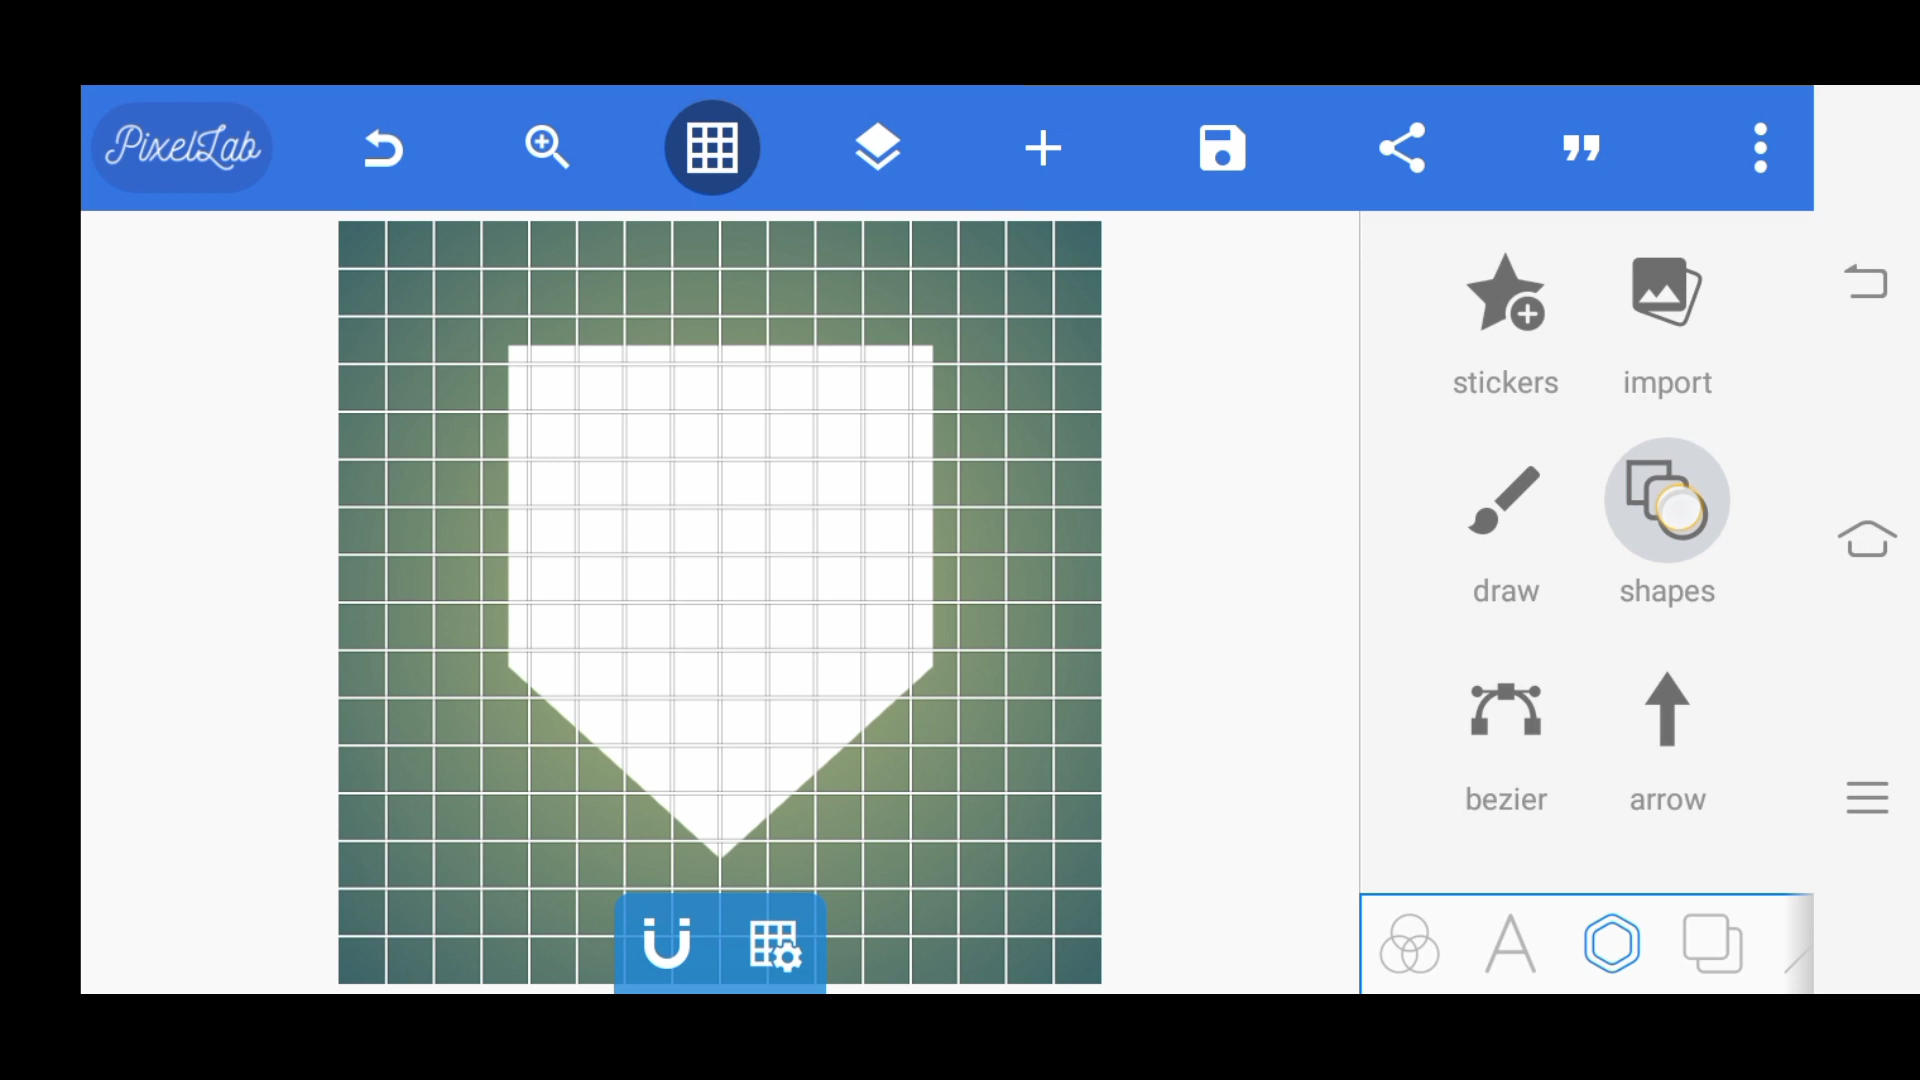 PixelLab
stickers
import
draw
shapes
bezier
arrow